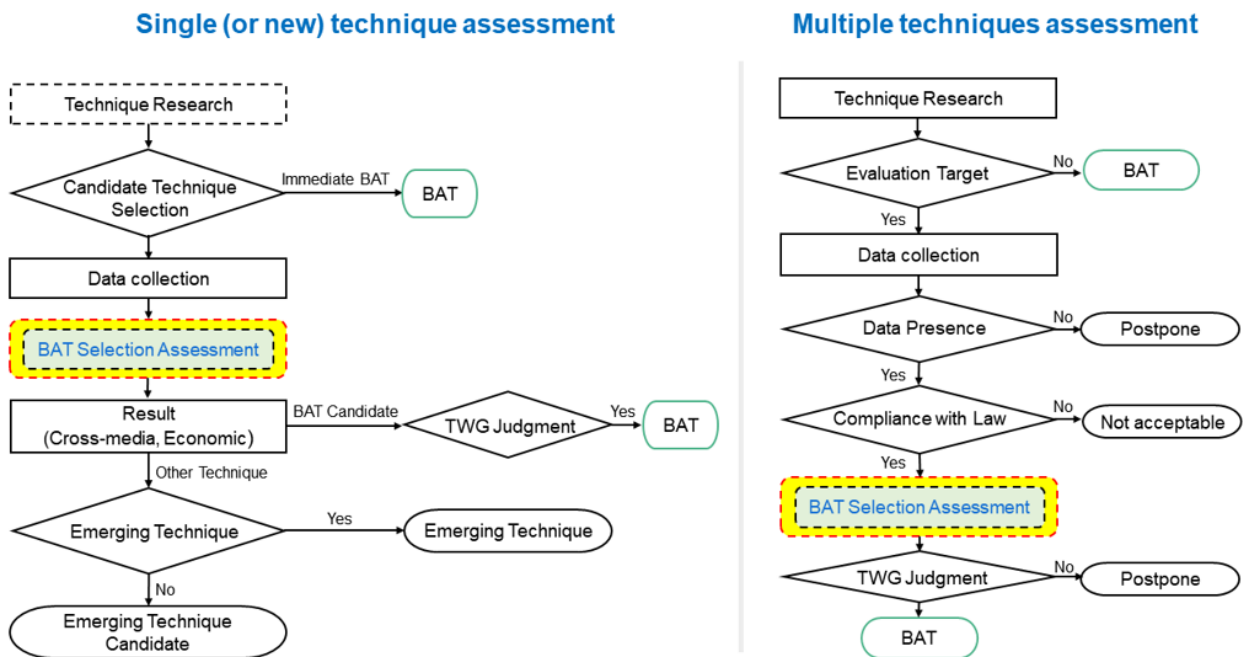 Single (or new) technique assessment
Technique Research
Candidate Technique
Selection
Immediate BAT
BAT
Data collection
BAT Selection Assessment
Result
(Cross-media, Economic)
BAT Candidate
TWG Judgment
Yes
BAT
Other Technique
Emerging Technique
Yes
Emerging Technique
No
Emerging Technique
Candidate
Multiple techniques assessment
Technique Research
Evaluation Target
No
BAT
Yes
Data collection
Data Presence
No
Postpone
Yes
Compliance with Law
No
Not acceptable
Yes
BAT Selection Assessment
TWG Judgment
No
Postpone
BAT